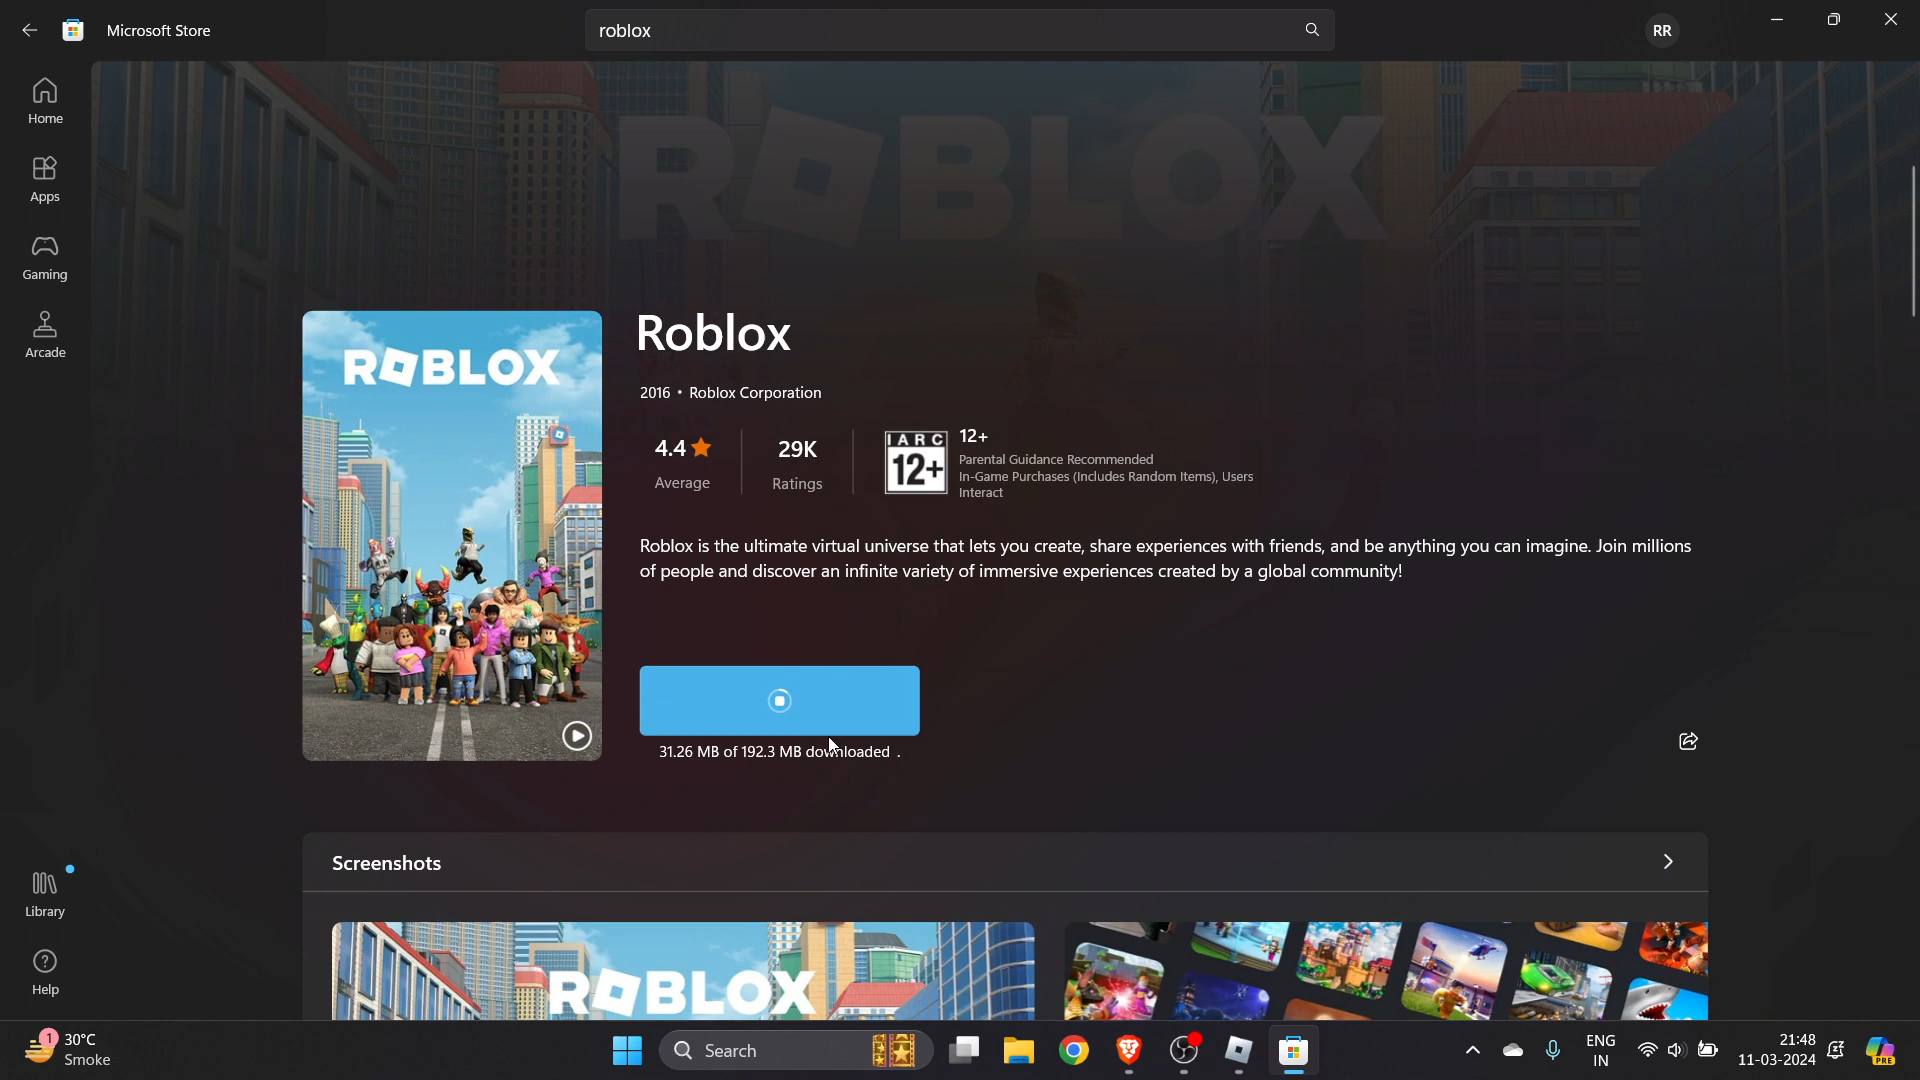 Microsoft Store
roblox
RR
Home
Apps
Gaming
Arcade
Library
Help
ROBLOX
ROBLOX
Roblox
2016 • Roblox Corporation
4.4
Average
29K
Ratings
IARC
12+
12+
Parental Guidance Recommended
In-Game Purchases (Includes Random Items), Users
Interact
Roblox is the ultimate virtual universe that lets you create, share experiences with friends, and be anything you can imagine. Join millions
of people and discover an infinite variety of immersive experiences created by a global community!
31.26 MB of 192.3 MB downloaded .
Screenshots
ROBLOX
1
30°C
Smoke
Search
ENG
IN
21:48
11-03-2024
PRE